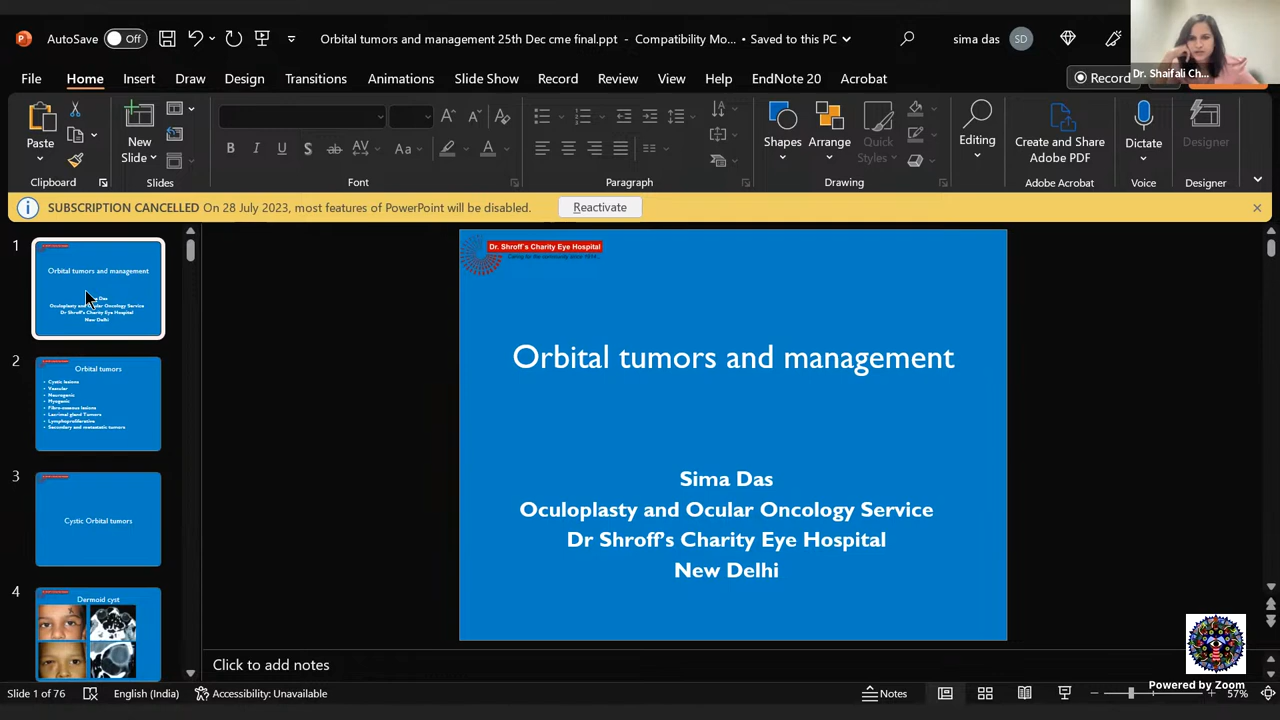 AutoSave Off
Orbital tumors and management 25th Dec cme final.ppt - Compatibility Mo... • Saved to this PC
sima das SD
Dr. Shaifali Ch...
File Home Insert Draw Design Transitions Animations Slide Show Record Review View Help EndNote 20 Acrobat
Record
Paste
New Slide
Editing
Shapes Arrange Quick Styles
Create and Share Adobe PDF
Dictate
Designer
Clipboard Slides Font Paragraph Drawing Adobe Acrobat Voice Designer
SUBSCRIPTION CANCELLED On 28 July 2023, most features of PowerPoint will be disabled. Reactivate
1
Orbital tumors and management
Das
Oculoplasty and Ocular Oncology Service
Dr Shroff's Charity Eye Hospital
New Delhi
2
Orbital tumors
• Cystic lesions
• Vascular
• Neurogenic
• Myogenic
• Fibro-osseous lesions
• Lacrimal gland Tumors
• Lymphoproliferative
• Secondary and metastatic tumors
3
Cystic Orbital tumors
4
Dermoid cyst
Dr. Shroff's Charity Eye Hospital
Caring for the community since 1914..
Orbital tumors and management
Sima Das
Oculoplasty and Ocular Oncology Service
Dr Shroff's Charity Eye Hospital
New Delhi
Click to add notes
Powered by Zoom
Slide 1 of 76 English (India) Accessibility: Unavailable Notes 57%